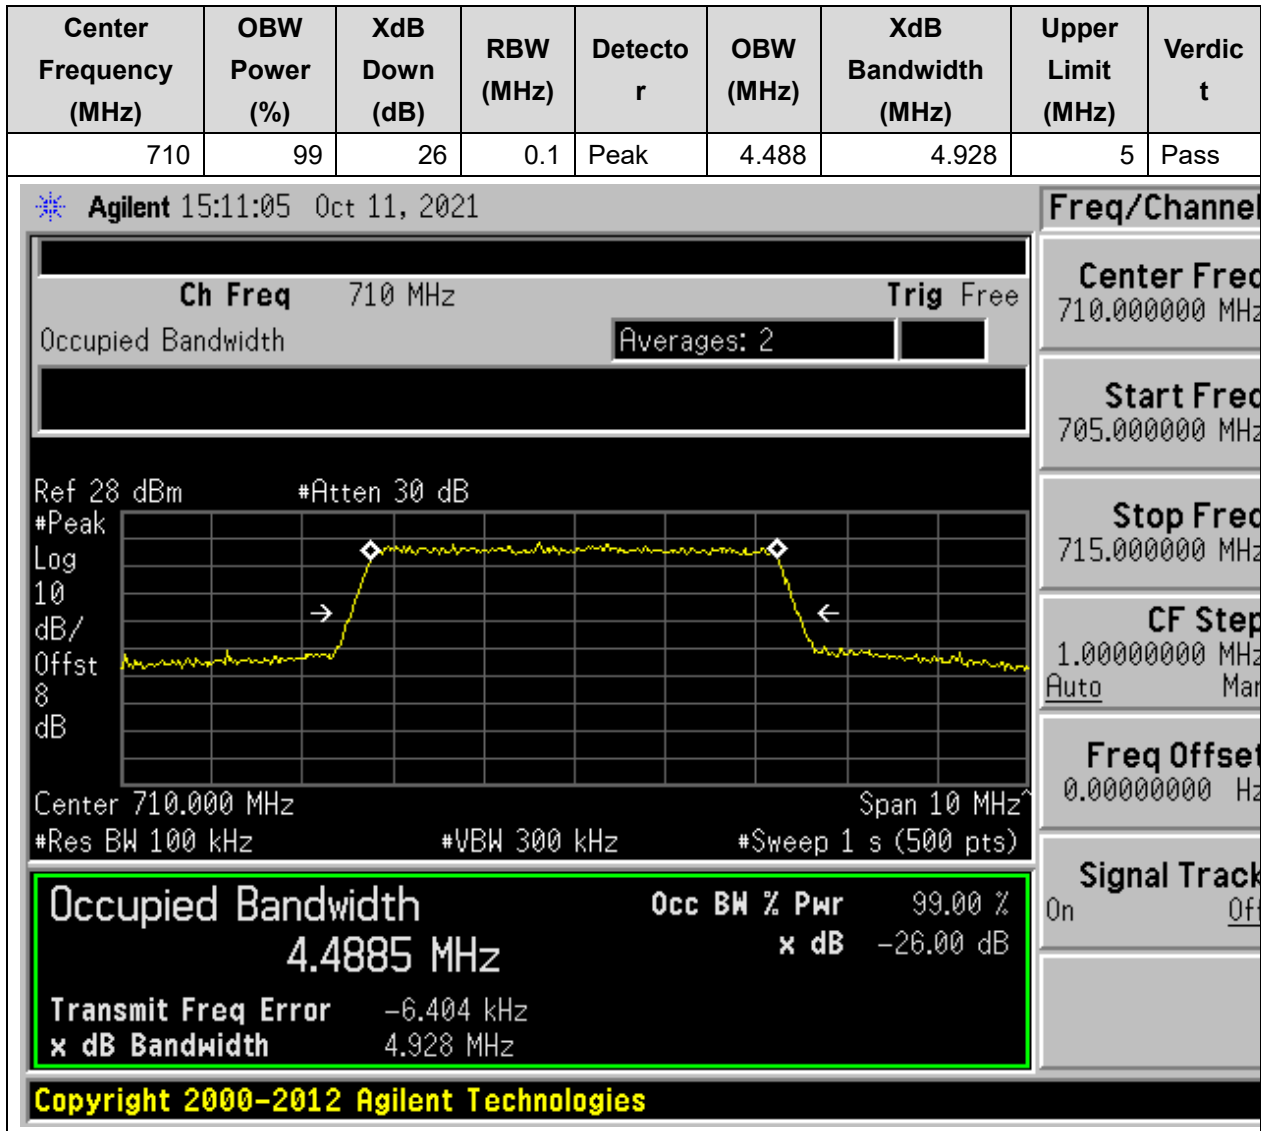 Center Frequency (MHz) OBW Power (%) XdB Down (dB) RBW (MHz) Detector OBW (MHz) XdB Bandwidth (MHz) Upper Limit (MHz) Verdict
710 99 26 0.1 Peak 4.488 4.928 5 Pass
Agilent 15:11:05 Oct 11, 2021
Ch Freq 710 MHz Trig Free
Occupied Bandwidth Averages: 2
Ref 28 dBm #Atten 30 dB
#Peak
Log
10
dB/
Offst
8
dB
Center 710.000 MHz Span 10 MHz^
#Res BW 100 kHz #VBW 300 kHz #Sweep 1 s (500 pts)
Occupied Bandwidth Occ BW % Pwr 99.00 %
4.4885 MHz x dB -26.00 dB
Transmit Freq Error -6.404 kHz
x dB Bandwidth 4.928 MHz
Copyright 2000-2012 Agilent Technologies
Freq/Channel
Center Freq
710.000000 MHz
Start Freq
705.000000 MHz
Stop Freq
715.000000 MHz
CF Step
1.00000000 MHz
Auto Man
Freq Offset
0.00000000 Hz
Signal Track
On Off